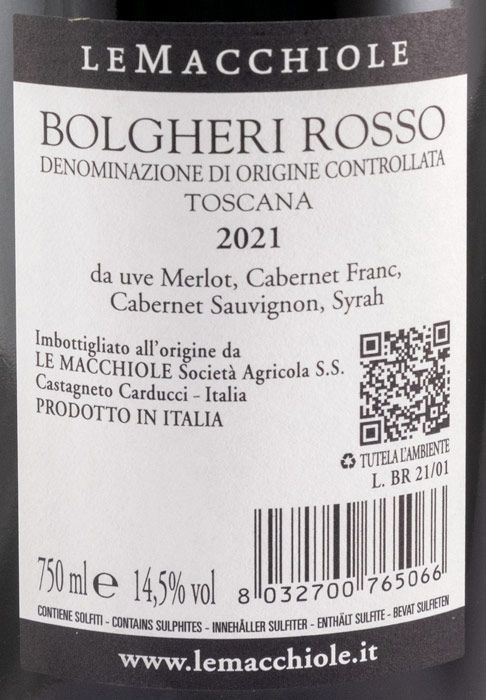 LE MACCHIOLE
BOLGHERI ROSSO
DENOMINAZIONE DI ORIGINE CONTROLLATA
TOSCANA
2021
da uve Merlot, Cabernet Franc,
Cabernet Sauvignon, Syrah
Imbottigliato all'origine da
LE MACCHIOLE Società Agricola S.S.
Castagneto Carducci - Italia
PRODOTTO IN ITALIA
TUTELA L'AMBIENTE
L. BR 21/01
750 ml e 14,5% vol
8 032700 765066
CONTIENE SOLFITI - CONTAINS SULPHITES - INNEHÅLLER SULFITER - ENTHÄLT SULFITE - BEVAT SULFIETEN
www.lemacchiole.it